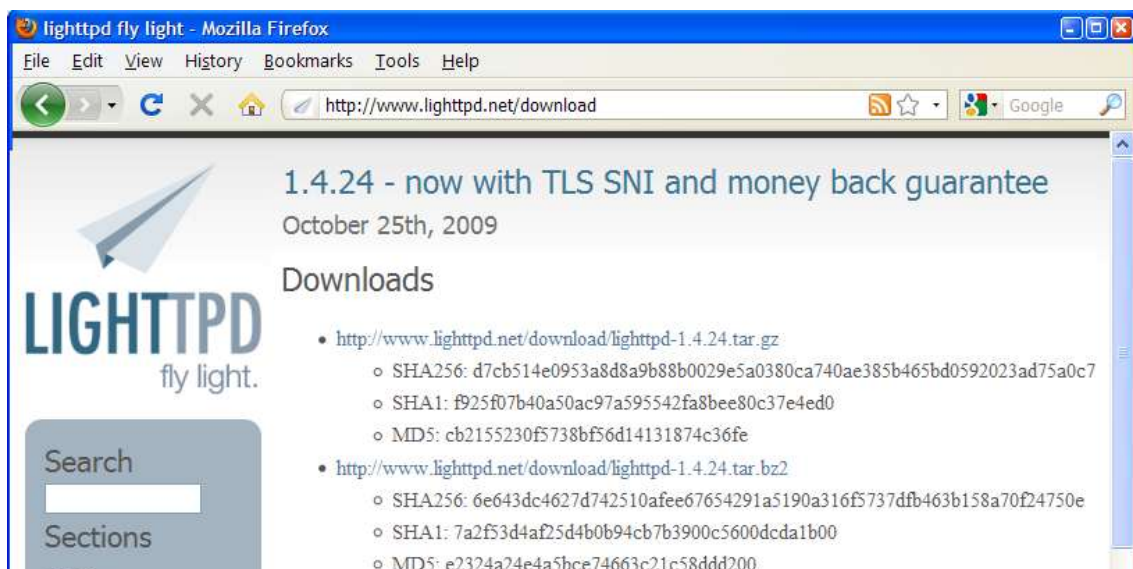 lighttpd fly light - Mozilla Firefox
File Edit View History Bookmarks Tools Help
http://www.lighttpd.net/download Google
1.4.24 - now with TLS SNI and money back guarantee
October 25th, 2009
Downloads
LIGHTTPD
fly light.
http://www.lighttpd.net/download/lighttpd-1.4.24.tar.gz
SHA256: d7cb514e0953a8d8a9b88b0029e5a0380ca740ae385b465bd0592023ad75a0c7
SHA1: f925f07b40a50ac97a595542fa8bee80c37e4ed0
MD5: cb2155230f5738bf56d14131874c36fe
http://www.lighttpd.net/download/lighttpd-1.4.24.tar.bz2
SHA256: 6e643dc4627d742510afee67654291a5190a316f5737dfb463b158a70f24750e
SHA1: 7a2f53d4af25d4b0b94cb7b3900c5600dcda1b00
MD5: e2324a24e4a5bce74663c21c58ddd200
Search
Sections